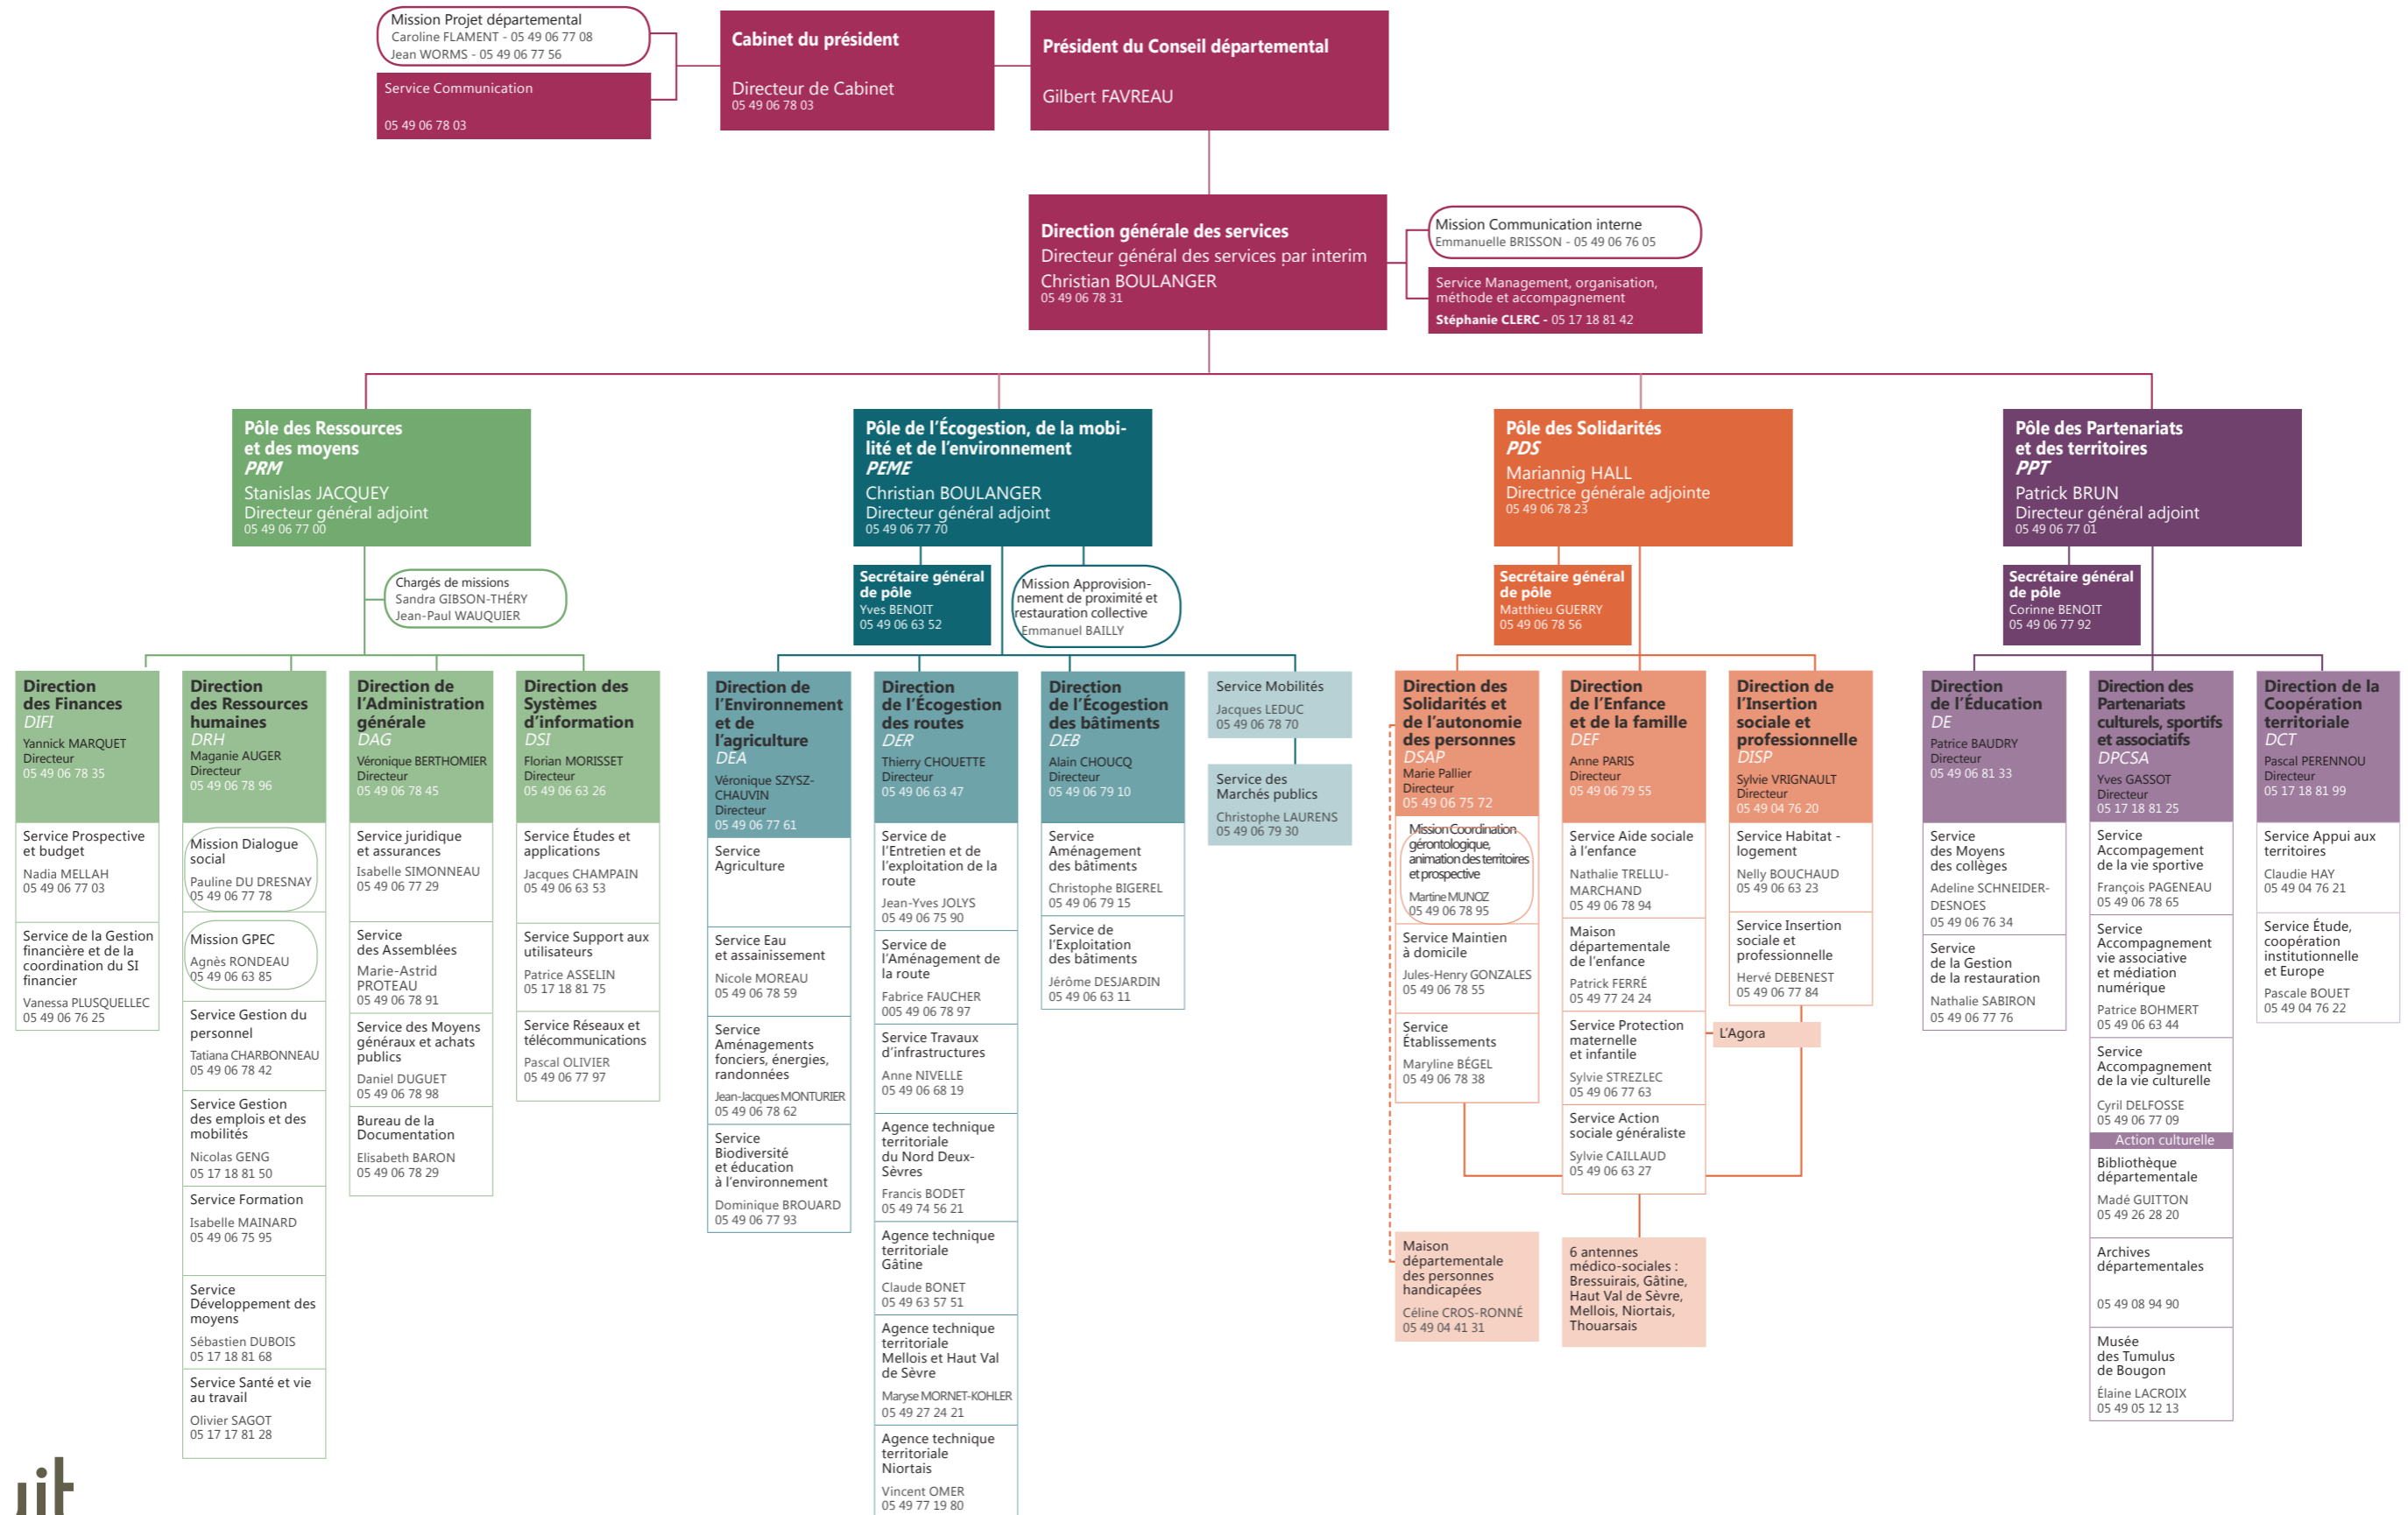 Mission Projet départemental
Caroline FLAMENT - 05 49 06 77 08
Jean WORMS - 05 49 06 77 56
Service Communication
05 49 06 78 03
Cabinet du président
Directeur de Cabinet
05 49 06 78 03
Président du Conseil départemental
Gilbert FAVREAU
Direction générale des services
Directeur général des services par interim
Christian BOULANGER
05 49 06 78 31
Mission Communication interne
Emmanuelle BRISSON - 05 49 06 76 05
Service Management, organisation,
méthode et accompagnement
Stéphanie CLERC - 05 17 18 81 42
Pôle des Ressources
et des moyens
PRM
Stanislas JACQUEY
Directeur général adjoint
05 49 06 77 00
Chargés de missions
Sandra GIBSON-THÉRY
Jean-Paul WAUQUIER
Pôle de l'Écogestion, de la mobi-
lité et de l'environnement
PEME
Christian BOULANGER
Directeur général adjoint
05 49 06 77 70
Secrétaire général
de pôle
Yves BENOIT
05 49 06 63 52
Mission Approvision-
nement de proximité et
restauration collective
Emmanuel BAILLY
Pôle des Solidarités
PDS
Mariannig HALL
Directrice générale adjointe
05 49 06 78 23
Secrétaire général
de pôle
Matthieu GUERRY
05 49 06 78 56
Pôle des Partenariats
et des territoires
PPT
Patrick BRUN
Directeur général adjoint
05 49 06 77 01
Secrétaire général
de pôle
Corinne BENOIT
05 49 06 77 92
Direction
des Finances
DIFI
Yannick MARQUET
Directeur
05 49 06 78 35
Service Prospective
et budget
Nadia MELLAH
05 49 06 77 03
Service de la Gestion
financière et de la
coordination du SI
financier
Vanessa PLUSQUELLEC
05 49 06 76 25
Direction
des Ressources
humaines
DRH
Maganie AUGER
Directeur
05 49 06 78 96
Mission Dialogue
social
Pauline DU DRESNAY
05 49 06 77 78
Mission GPEC
Agnès RONDEAU
05 49 06 63 85
Service Gestion du
personnel
Tatiana CHARBONNEAU
05 49 06 78 42
Service Gestion
des emplois et des
mobilités
Nicolas GENG
05 17 18 81 50
Service Formation
Isabelle MAINARD
05 49 06 75 95
Service
Développement des
moyens
Sébastien DUBOIS
05 17 18 81 68
Service Santé et vie
au travail
Olivier SAGOT
05 17 17 81 28
Direction de
l'Administration
générale
DAG
Véronique BERTHOMIER
Directeur
05 49 06 78 45
Service juridique
et assurances
Isabelle SIMONNEAU
05 49 06 77 29
Service
des Assemblées
Marie-Astrid
PROTEAU
05 49 06 78 91
Service des Moyens
généraux et achats
publics
Daniel DUGUET
05 49 06 78 98
Bureau de la
Documentation
Elisabeth BARON
05 49 06 78 29
Direction des
Systèmes
d'information
DSI
Florian MORISSET
Directeur
05 49 06 63 26
Service Études et
applications
Jacques CHAMPAIN
05 49 06 63 53
Service Support aux
utilisateurs
Patrice ASSELIN
05 17 18 81 75
Service Réseaux et
télécommunications
Pascal OLIVIER
05 49 06 77 97
Direction de
l'Environnement
et de
l'agriculture
DEA
Véronique SZYSZ-
CHAUVIN
Directeur
05 49 06 77 61
Service
Agriculture
Service Eau
et assainissement
Nicole MOREAU
05 49 06 78 59
Service
Aménagements
fonciers, énergies,
randonnées
Jean-Jacques MONTURIER
05 49 06 78 62
Service
Biodiversité
et éducation
à l'environnement
Dominique BROUARD
05 49 06 77 93
Direction
de l'Écogestion
des routes
DER
Thierry CHOUETTE
Directeur
05 49 06 63 47
Service de
l'Entretien et de
l'exploitation de la
route
Jean-Yves JOLYS
05 49 06 75 90
Service de
l'Aménagement de
la route
Fabrice FAUCHER
005 49 06 78 97
Service Travaux
d'infrastructures
Anne NIVELLE
05 49 06 68 19
Agence technique
territoriale
du Nord Deux-
Sèvres
Francis BODET
05 49 74 56 21
Agence technique
territoriale
Gâtine
Claude BONET
05 49 63 57 51
Agence technique
territoriale
Mellois et Haut Val
de Sèvre
Maryse MORNET-KOHLER
05 49 27 24 21
Agence technique
territoriale
Niortais
Vincent OMER
05 49 77 19 80
Direction
de l'Écogestion
des bâtiments
DEB
Alain CHOUCQ
Directeur
05 49 06 79 10
Service
Aménagement
des bâtiments
Christophe BIGEREL
05 49 06 79 15
Service de
l'Exploitation
des bâtiments
Jérôme DESJARDIN
05 49 06 63 11
Service Mobilités
Jacques LEDUC
05 49 06 78 70
Service des
Marchés publics
Christophe LAURENS
05 49 06 79 30
Direction des
Solidarités et
de l'autonomie
des personnes
DSAP
Marie Pallier
Directeur
05 49 06 75 72
Mission Coordination
gérontologique,
animation des territoires
et prospective
Martine MUNOZ
05 49 06 78 95
Service Maintien
à domicile
Jules-Henry GONZALES
05 49 06 78 55
Service
Établissements
Maryline BÉGEL
05 49 06 78 38
Maison
départementale
des personnes
handicapées
Céline CROS-RONNÉ
05 49 04 41 31
Direction
de l'Enfance
et de la famille
DEF
Anne PARIS
Directeur
05 49 06 79 55
Service Aide sociale
à l'enfance
Nathalie TRELLU-
MARCHAND
05 49 06 78 94
Maison
départementale
de l'enfance
Patrick FERRÉ
05 49 77 24 24
Service Protection
maternelle
et infantile
Sylvie STREZLEC
05 49 06 77 63
Service Action
sociale généraliste
Sylvie CAILLAUD
05 49 06 63 27
6 antennes
médico-sociales :
Bressuirais, Gâtine,
Haut Val de Sèvre,
Mellois, Niortais,
Thouarsais
Direction de
l'Insertion
sociale et
professionnelle
DISP
Sylvie VRIGNAULT
Directeur
05 49 04 76 20
Service Habitat -
logement
Nelly BOUCHAUD
05 49 06 63 23
Service Insertion
sociale et
professionnelle
Hervé DEBENEST
05 49 06 77 84
L'Agora
Direction
de l'Éducation
DE
Patrice BAUDRY
Directeur
05 49 06 81 33
Service
des Moyens
des collèges
Adeline SCHNEIDER-
DESNOES
05 49 06 76 34
Service
de la Gestion
de la restauration
Nathalie SABIRON
05 49 06 77 76
Direction des
Partenariats
culturels, sportifs
et associatifs
DPCSA
Yves GASSOT
Directeur
05 17 18 81 25
Service
Accompagement
de la vie sportive
François PAGENEAU
05 49 06 78 65
Service
Accompagnement
vie associative
et médiation
numérique
Patrice BOHMERT
05 49 06 63 44
Service
Accompagnement
de la vie culturelle
Cyril DELFOSSE
05 49 06 77 09
Action culturelle
Bibliothèque
départementale
Madé GUITTON
05 49 26 28 20
Archives
départementales
05 49 08 94 90
Musée
des Tumulus
de Bougon
Élaine LACROIX
05 49 05 12 13
Direction de la
Coopération
territoriale
DCT
Pascal PERENNOU
Directeur
05 17 18 81 99
Service Appui aux
territoires
Claudie HAY
05 49 04 76 21
Service Étude,
coopération
institutionnelle
et Europe
Pascale BOUET
05 49 04 76 22